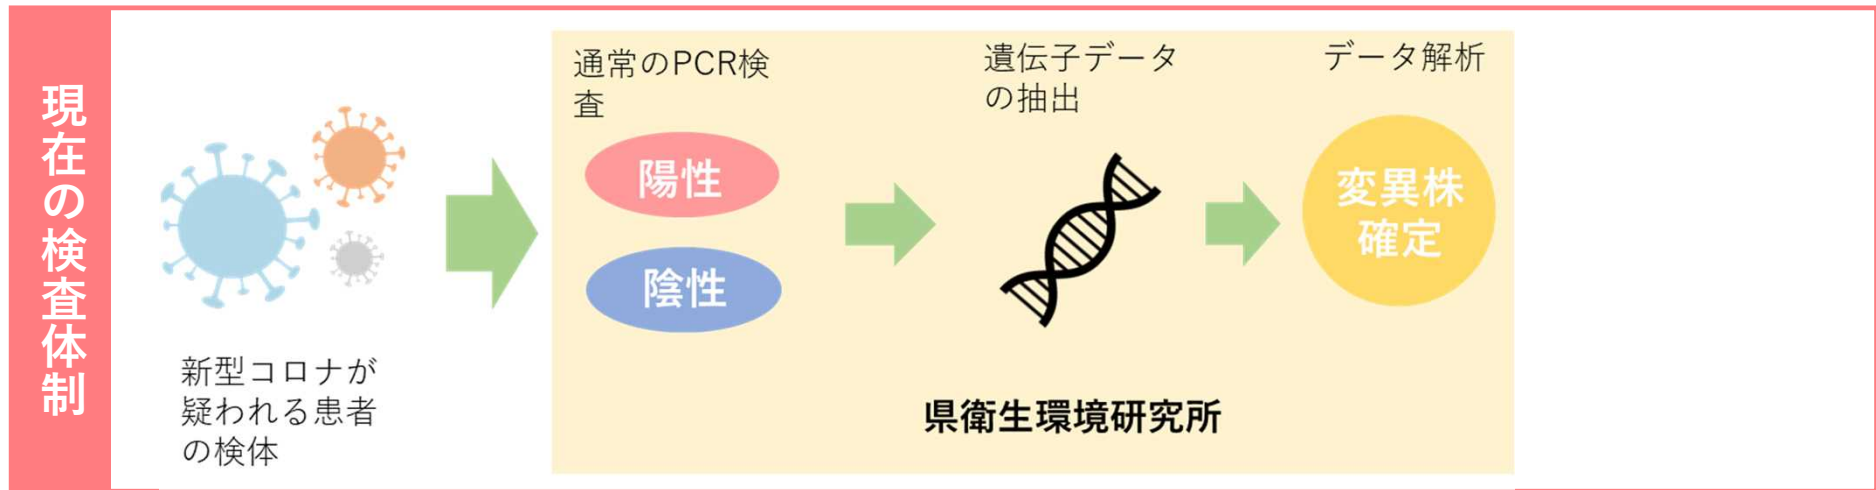 現在の検査体制
新型コロナが
疑われる患者
の検体
通常のPCR検
査
陽性
陰性
遺伝子データ
の抽出
データ解析
変異株
確定
県衛生環境研究所